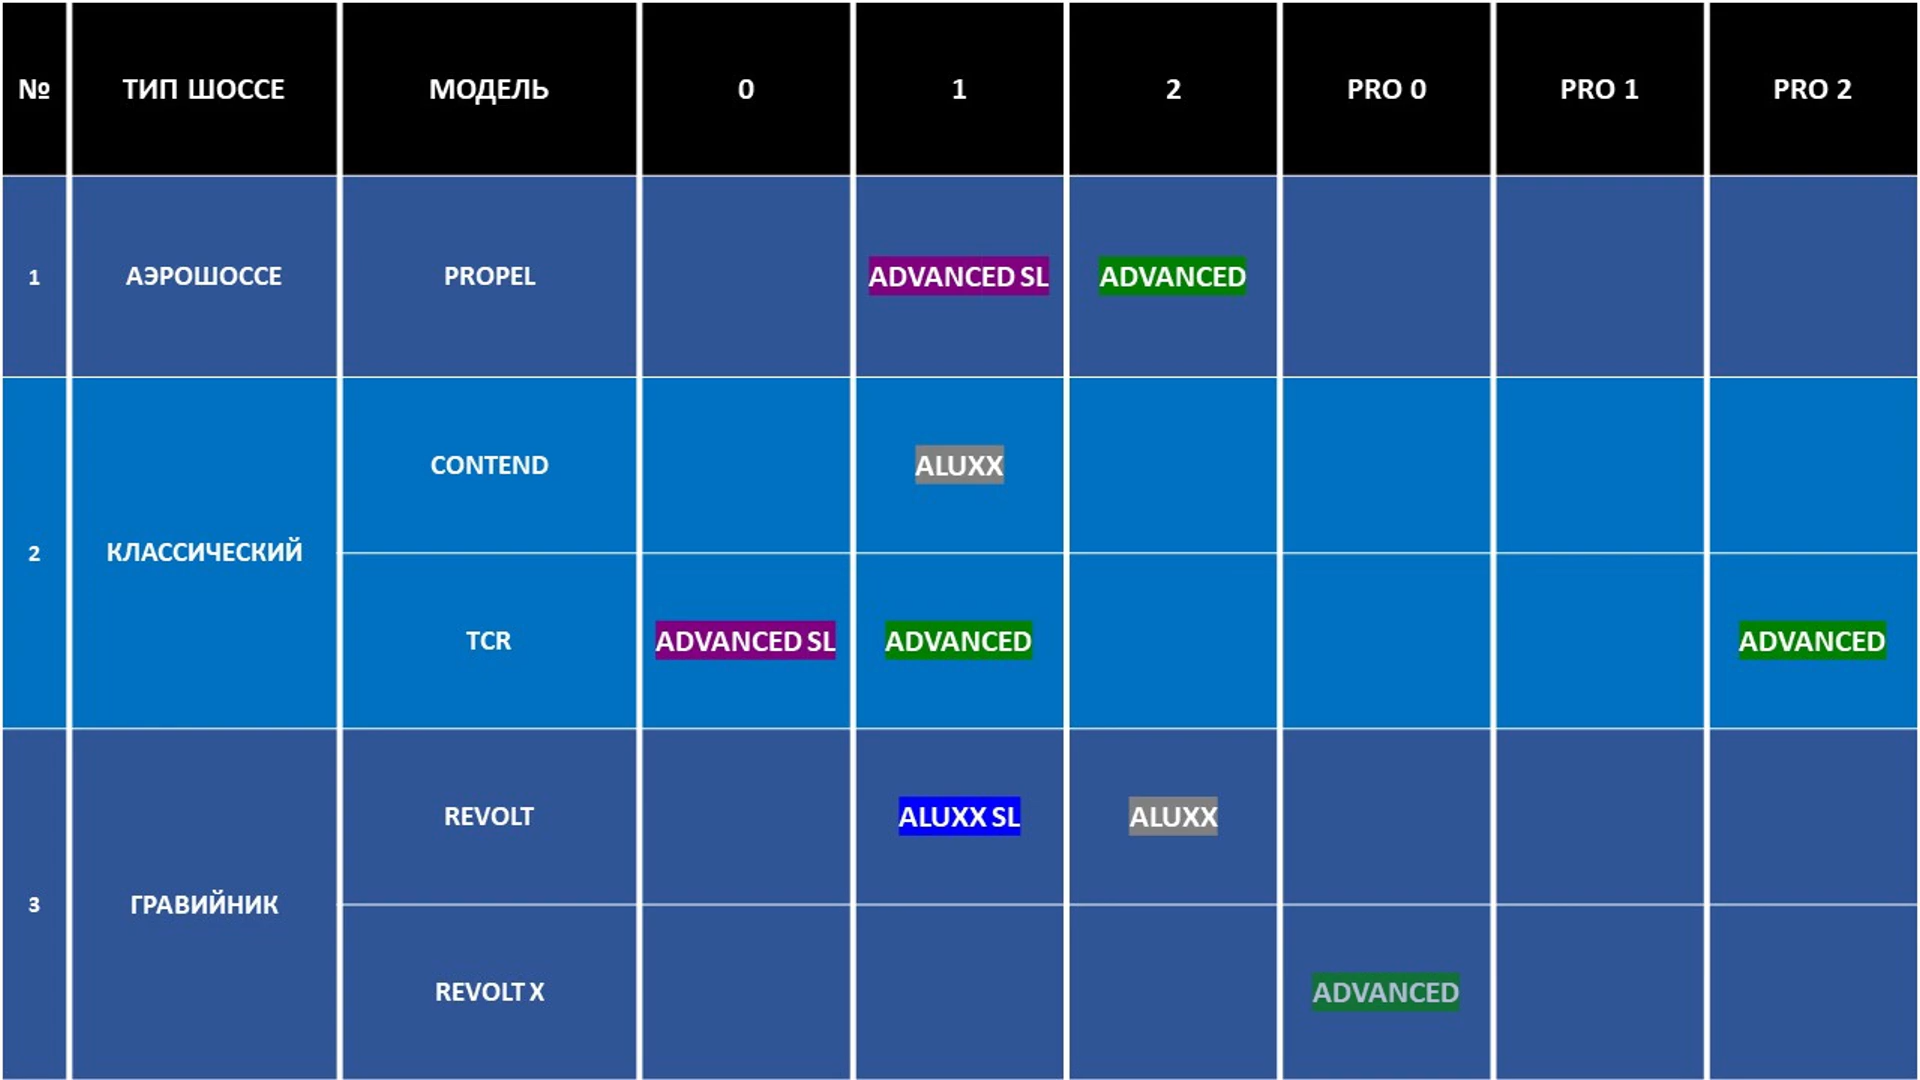 № ТИП ШОССЕ МОДЕЛЬ 0 1 2 PRO 0 PRO 1 PRO 2
1 АЭРОШОССЕ PROPEL ADVANCED SL ADVANCED
2 КЛАССИЧЕСКИЙ
CONTEND ALUXX
TCR ADVANCED SL ADVANCED ADVANCED
3 ГРАВИЙНИК
REVOLT ALUXX SL ALUXX
REVOLT X ADVANCED